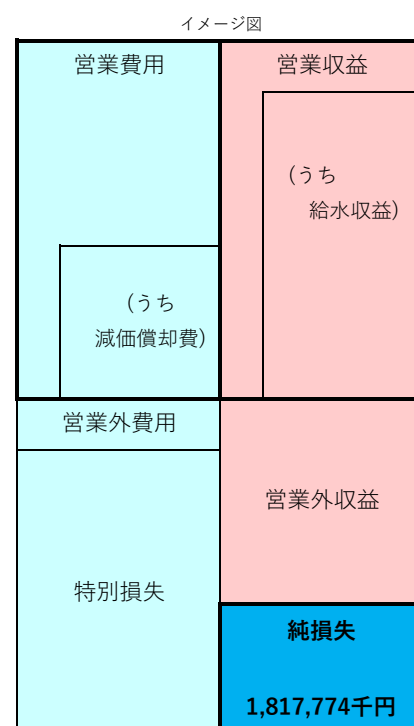 イメージ図
営業費用
営業収益
(うち
給水収益)
(うち
減価償却費)
営業外費用
営業外収益
特別損失
純損失
1,817,774千円